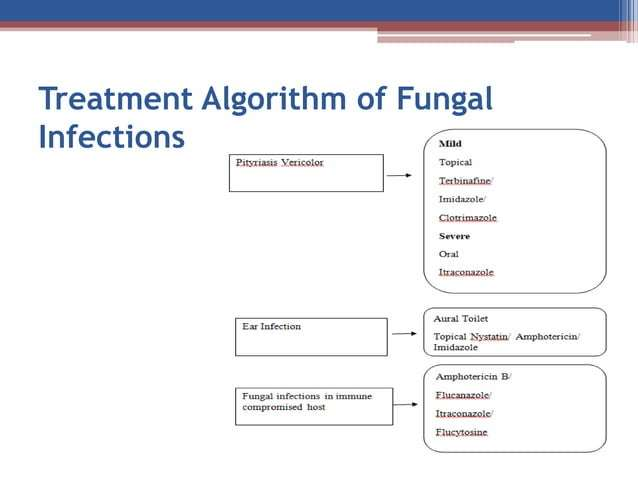 Treatment Algorithm of Fungal
Infections
Pityriasis Vericolor
Mild
Topical
Terbinafine/
Imidazole/
Clotrimazole
Severe
Oral
Itraconazole
Ear Infection
Aural Toilet
Topical Nystatin/ Amphotericin/
Imidazole
Fungal infections in immune
compromised host
Amphotericin B/
Flucanazole/
Itraconazole/
Flucytosine